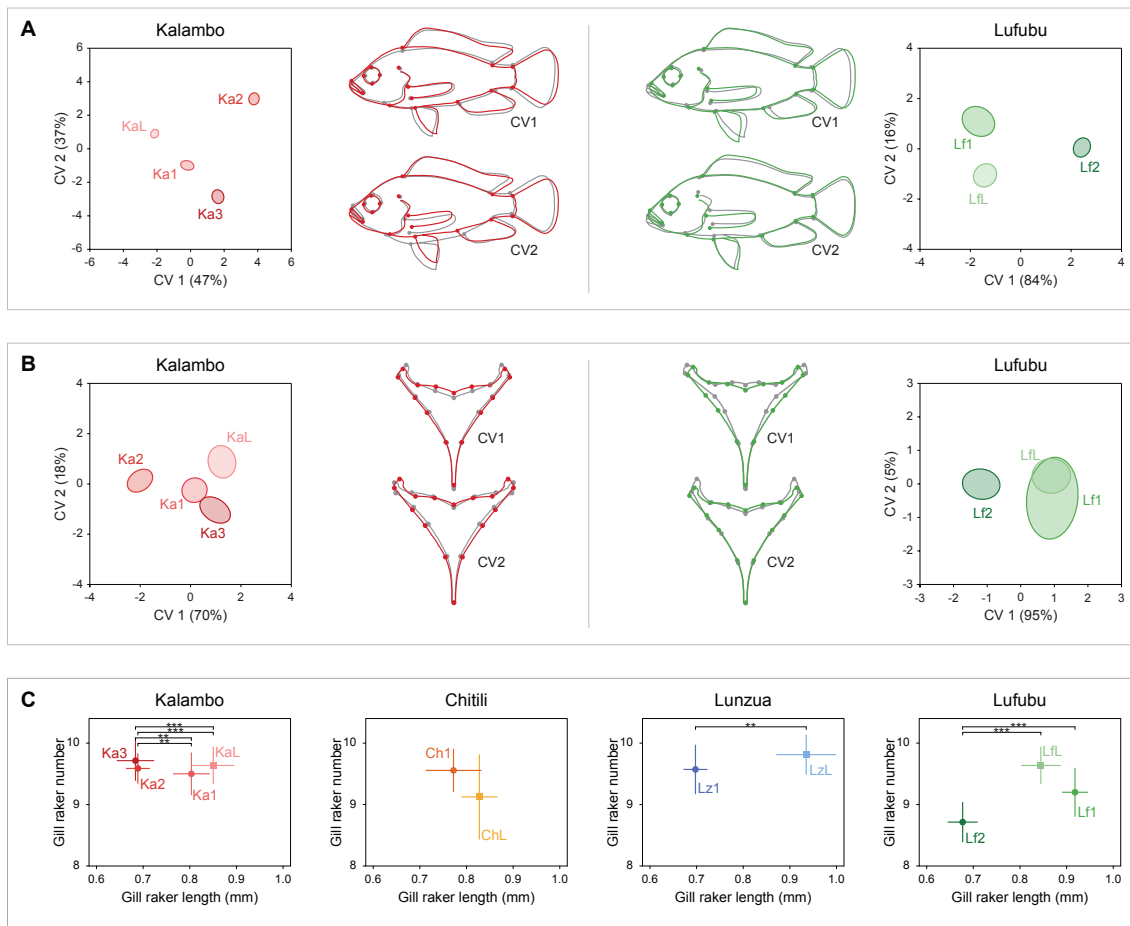 A
Kalambo
Lufubu
6
4
2
0
-2
-4
-6
CV 2 (37%)
Ka2
KaL
Ka1
Ka3
-6
-4
-2
0
2
4
6
CV 1 (47%)
CV1
CV2
CV1
CV2
4
2
0
-2
-4
CV 2 (16%)
Lf1
LfL
Lf2
-4
-2
0
2
4
CV 1 (84%)
B
Kalambo
Lufubu
4
2
0
-2
-4
CV 2 (18%)
KaL
Ka2
Ka1
Ka3
-4
-2
0
2
4
CV 1 (70%)
CV1
CV2
CV1
CV2
3
2
1
0
-1
-2
-3
CV 2 (5%)
LfL
Lf2
Lf1
-3
-2
-1
0
1
2
3
CV 1 (95%)
C
Kalambo
10
9
8
Gill raker number
***
***
**
**
Ka3
KaL
Ka2
Ka1
0.6
0.7
0.8
0.9
1.0
Gill raker length (mm)
Chitili
10
9
8
Gill raker number
Ch1
ChL
0.6
0.7
0.8
0.9
1.0
Gill raker length (mm)
Lunzua
10
9
8
Gill raker number
**
Lz1
LzL
0.6
0.7
0.8
0.9
1.0
Gill raker length (mm)
Lufubu
10
9
8
Gill raker number
***
***
LfL
Lf1
Lf2
0.6
0.7
0.8
0.9
1.0
Gill raker length (mm)